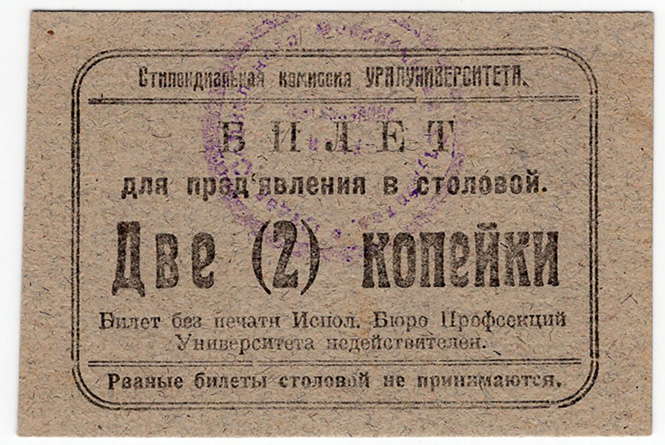 Стипендиальная комиссия УРАЛУНИВЕРСИТЕТА.
БИЛЕТ
для пред'явления в столовой.
Две (2) копейки
Билет без печати Испол. Бюро Профсекций
Университета недействителен.
Рваные билеты столовой не принимаются.